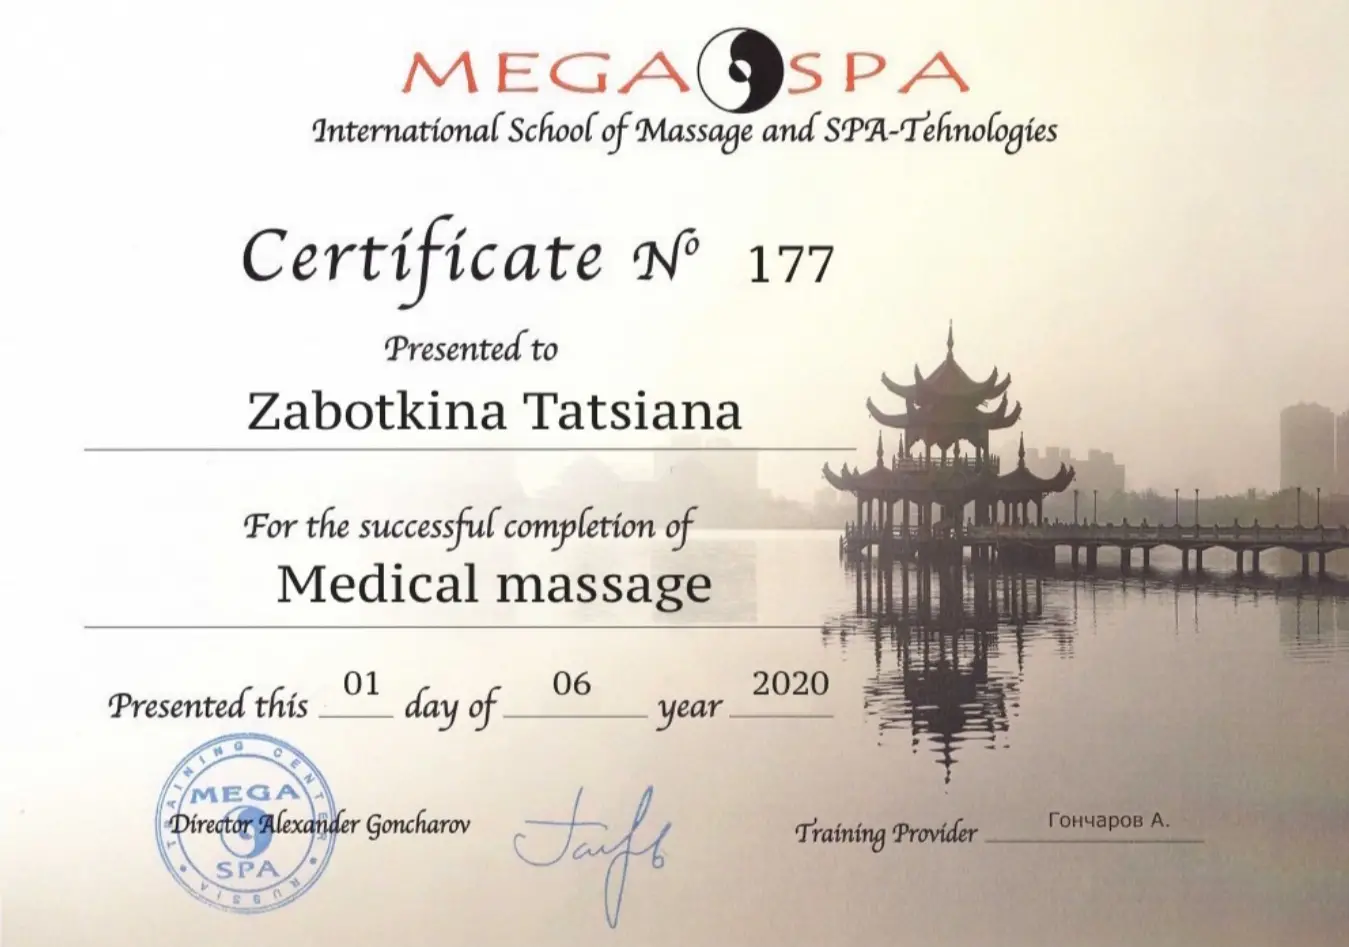 MEGA SPA
International School of Massage and SPA-Tehnologies
Certificate № 177
Presented to
Zabotkina Tatsiana
For the successful completion of
Medical massage
Presented this 01 day of 06 year 2020
TRAINING CENTER
MEGA
SPA
RUSSIA
Director Alexander Goncharov
Training Provider Гончаров А.